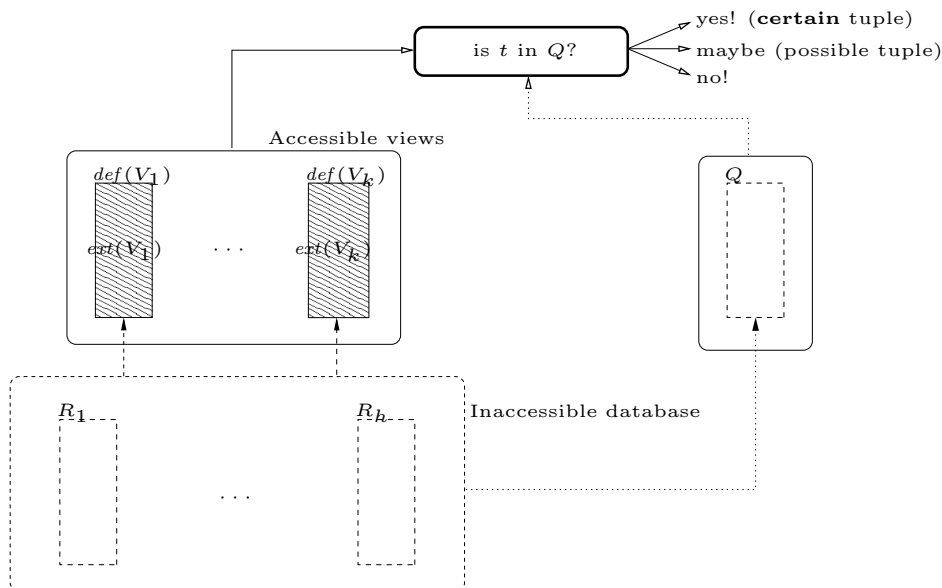 yes! (certain tuple)
is t in Q?
maybe (possible tuple)
no!
Accessible views
def(V1)
def(Vk)
Q
ext(V1)
. . .
ext(Vk)
R1
Rh
Inaccessible database
. . .